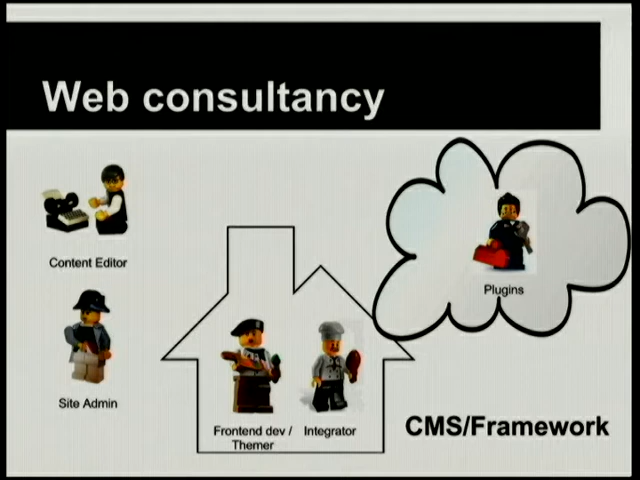 Web consultancy
Content Editor
Plugins
Site Admin
Frontend dev /
Themer
Integrator
CMS/Framework